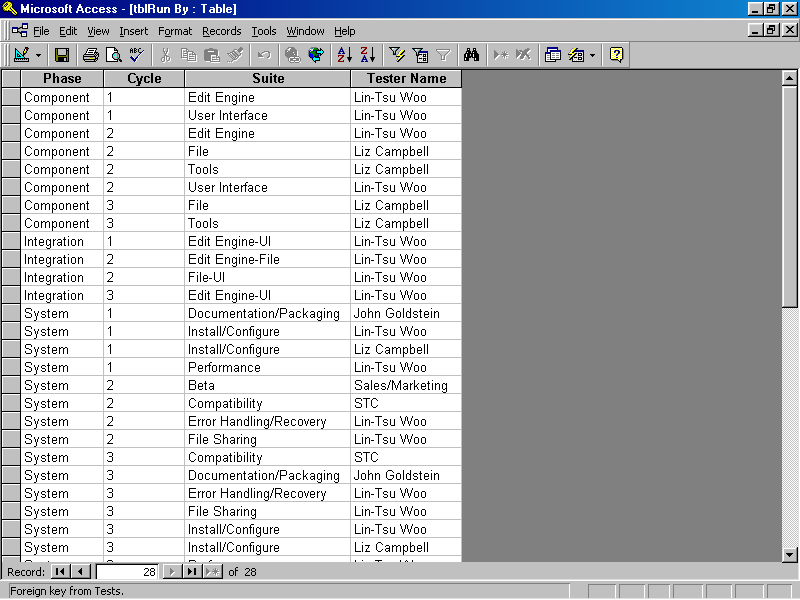 Microsoft Access - [tblRun By : Table]
File Edit View Insert Format Records Tools Window Help
Phase Cycle Suite Tester Name
Component 1 Edit Engine Lin-Tsu Woo
Component 1 User Interface Lin-Tsu Woo
Component 2 Edit Engine Lin-Tsu Woo
Component 2 File Liz Campbell
Component 2 Tools Liz Campbell
Component 2 User Interface Lin-Tsu Woo
Component 3 File Liz Campbell
Component 3 Tools Liz Campbell
Integration 1 Edit Engine-UI Lin-Tsu Woo
Integration 2 Edit Engine-File Lin-Tsu Woo
Integration 2 File-UI Lin-Tsu Woo
Integration 3 Edit Engine-UI Lin-Tsu Woo
System 1 Documentation/Packaging John Goldstein
System 1 Install/Configure Lin-Tsu Woo
System 1 Install/Configure Liz Campbell
System 1 Performance Lin-Tsu Woo
System 2 Beta Sales/Marketing
System 2 Compatibility STC
System 2 Error Handling/Recovery Lin-Tsu Woo
System 2 File Sharing Lin-Tsu Woo
System 3 Compatibility STC
System 3 Documentation/Packaging John Goldstein
System 3 Error Handling/Recovery Lin-Tsu Woo
System 3 File Sharing Lin-Tsu Woo
System 3 Install/Configure Lin-Tsu Woo
System 3 Install/Configure Liz Campbell
Record: 28 of 28
Foreign key from Tests.